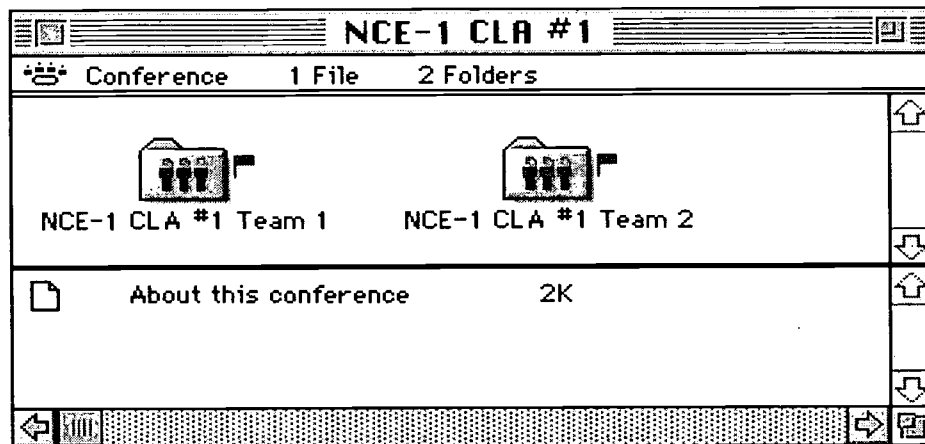 NCE-1 CLA #1
Conference 1 File 2 Folders
NCE-1 CLA #1 Team 1 NCE-1 CLA #1 Team 2
About this conference 2K